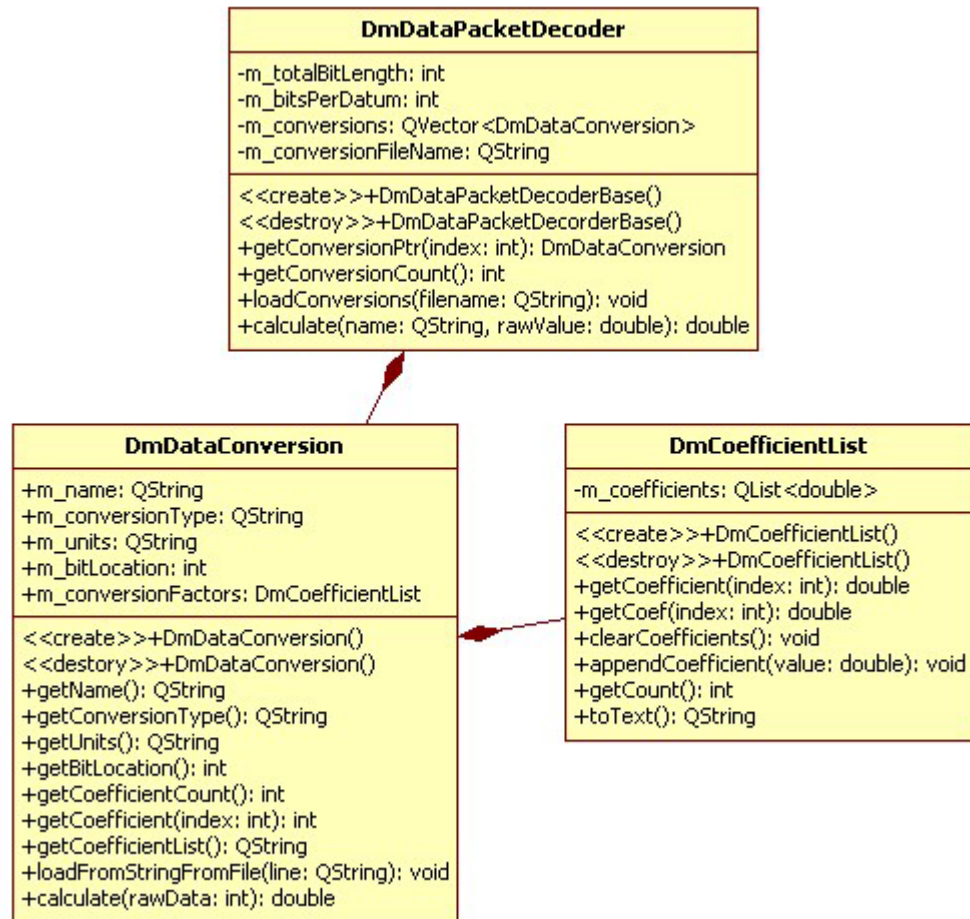 DmDataPacketDecoder
-m_totalBitLength: int
-m_bitsPerDatum: int
-m_conversions: QVector<DmDataConversion>
-m_conversionFileName: QString
<<create>>+DmDataPacketDecoderBase()
<<destroy>>+DmDataPacketDecorderBase()
+getConversionPtr(index: int): DmDataConversion
+getConversionCount(): int
+loadConversions(filename: QString): void
+calculate(name: QString, rawValue: double): double
DmDataConversion
+m_name: QString
+m_conversionType: QString
+m_units: QString
+m_bitLocation: int
+m_conversionFactors: DmCoefficientList
<<create>>+DmDataConversion()
<<destory>>+DmDataConversion()
+getName(): QString
+getConversionType(): QString
+getUnits(): QString
+getBitLocation(): int
+getCoefficientCount(): int
+getCoefficient(index: int): int
+getCoefficientList(): QString
+loadFromStringFromFile(line: QString): void
+calculate(rawData: int): double
DmCoefficientList
-m_coefficients: QList<double>
<<create>>+DmCoefficientList()
<<destroy>>+DmCoefficientList()
+getCoefficient(index: int): double
+getCoef(index: int): double
+clearCoefficients(): void
+appendCoefficient(value: double): void
+getCount(): int
+toText(): QString